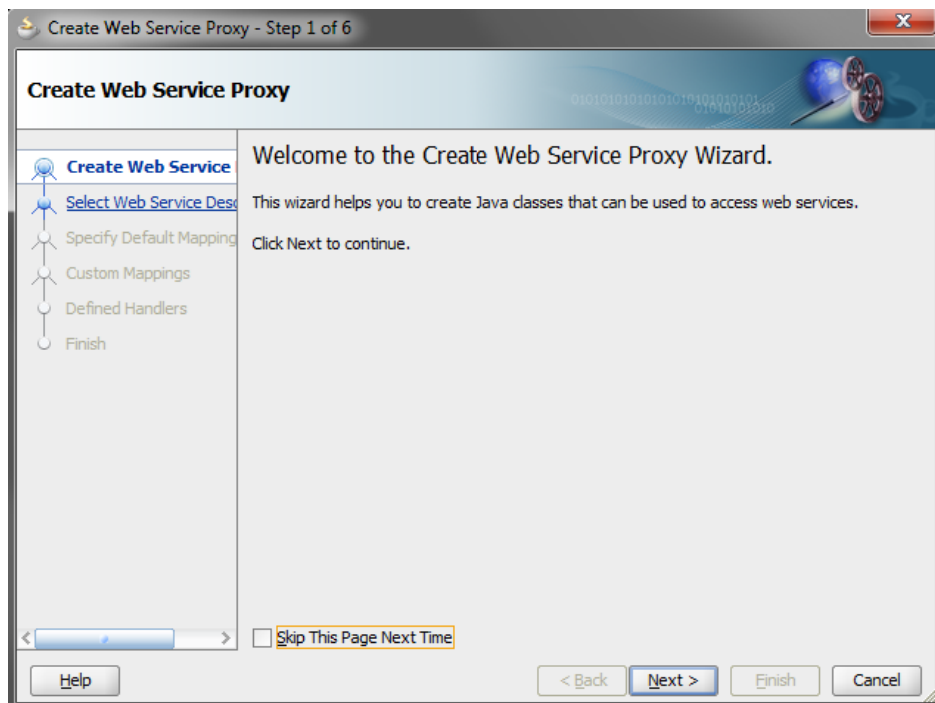 Create Web Service Proxy - Step 1 of 6
Create Web Service Proxy
Create Web Service
Select Web Service Desc
Specify Default Mapping
Custom Mappings
Defined Handlers
Finish
Welcome to the Create Web Service Proxy Wizard.
This wizard helps you to create Java classes that can be used to access web services.
Click Next to continue.
Skip This Page Next Time
Help
< Back
Next >
Finish
Cancel